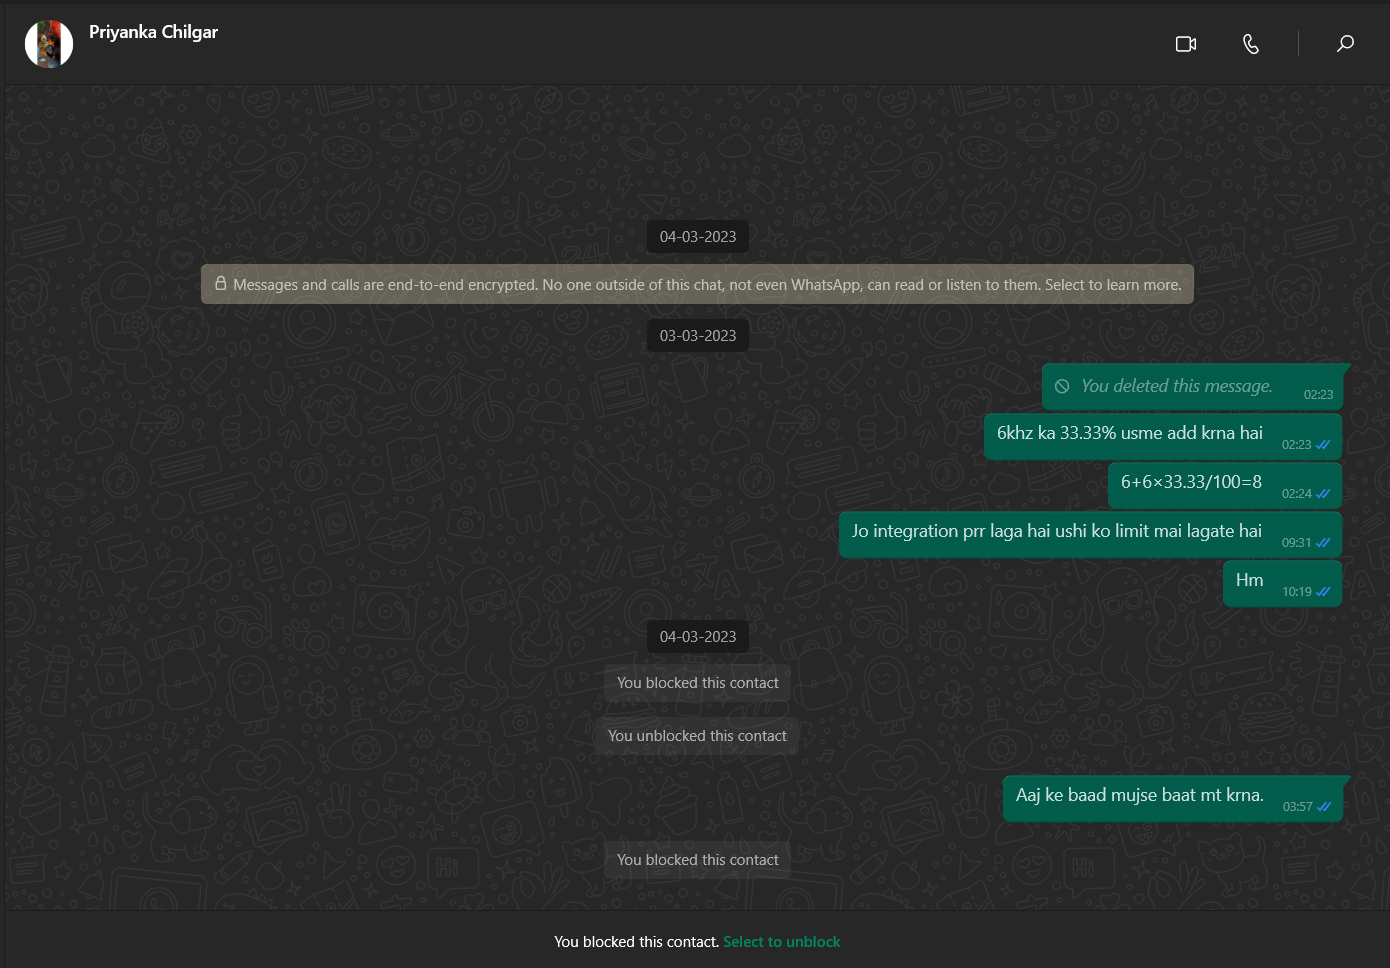 Priyanka Chilgar
04-03-2023
Messages and calls are end-to-end encrypted. No one outside of this chat, not even WhatsApp, can read or listen to them. Select to learn more.
03-03-2023
You deleted this message. 02:23
6khz ka 33.33% usme add krna hai 02:23
6+6×33.33/100=8 02:24
Jo integration prr laga hai ushi ko limit mai lagate hai 09:31
Hm 10:19
04-03-2023
You blocked this contact
You unblocked this contact
Aaj ke baad mujse baat mt krna. 03:57
You blocked this contact
You blocked this contact. Select to unblock